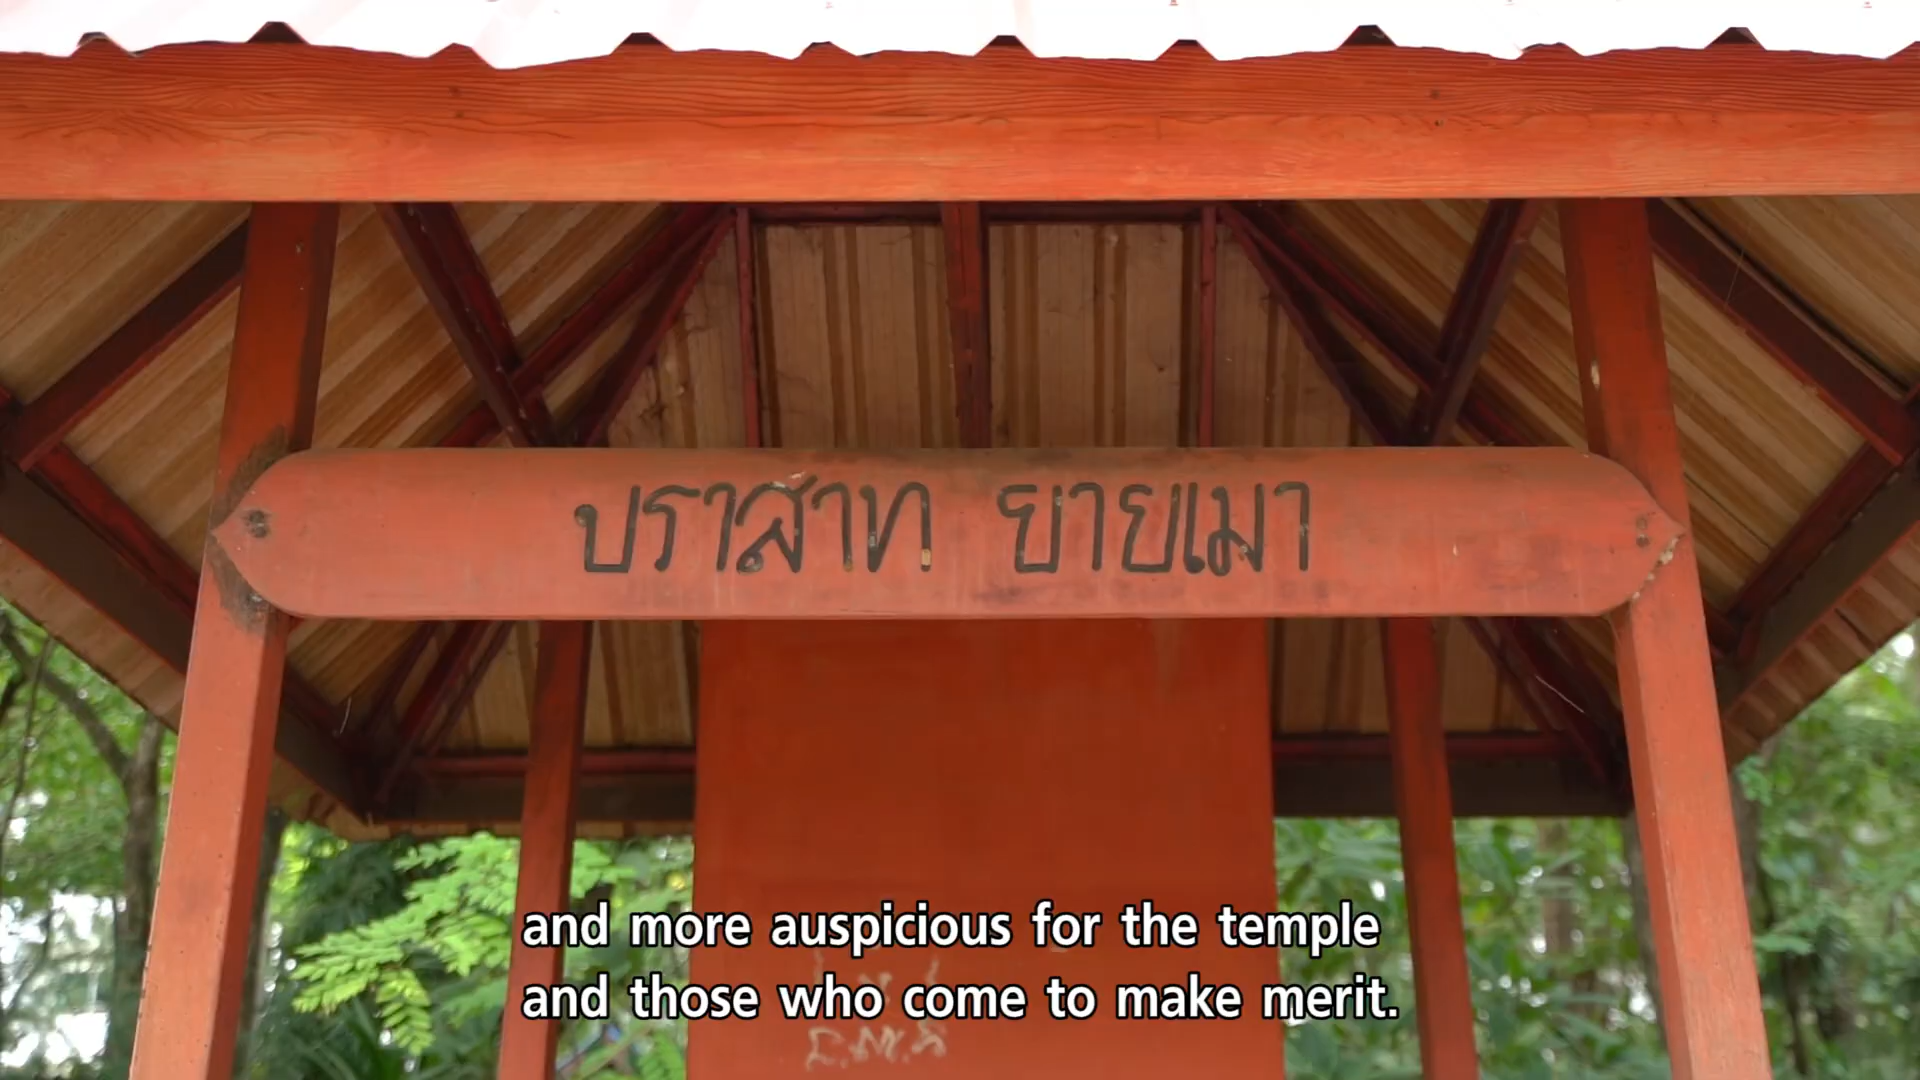 ปราสาท ยายเมา
and more auspicious for the temple
and those who come to make merit.